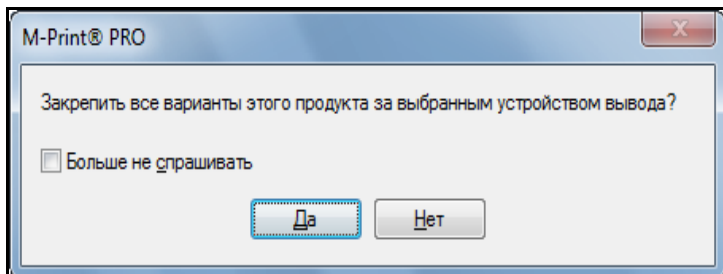 M-Print® PRO
Закрепить все варианты этого продукта за выбранным устройством вывода?
Больше не спрашивать
Да
Нет